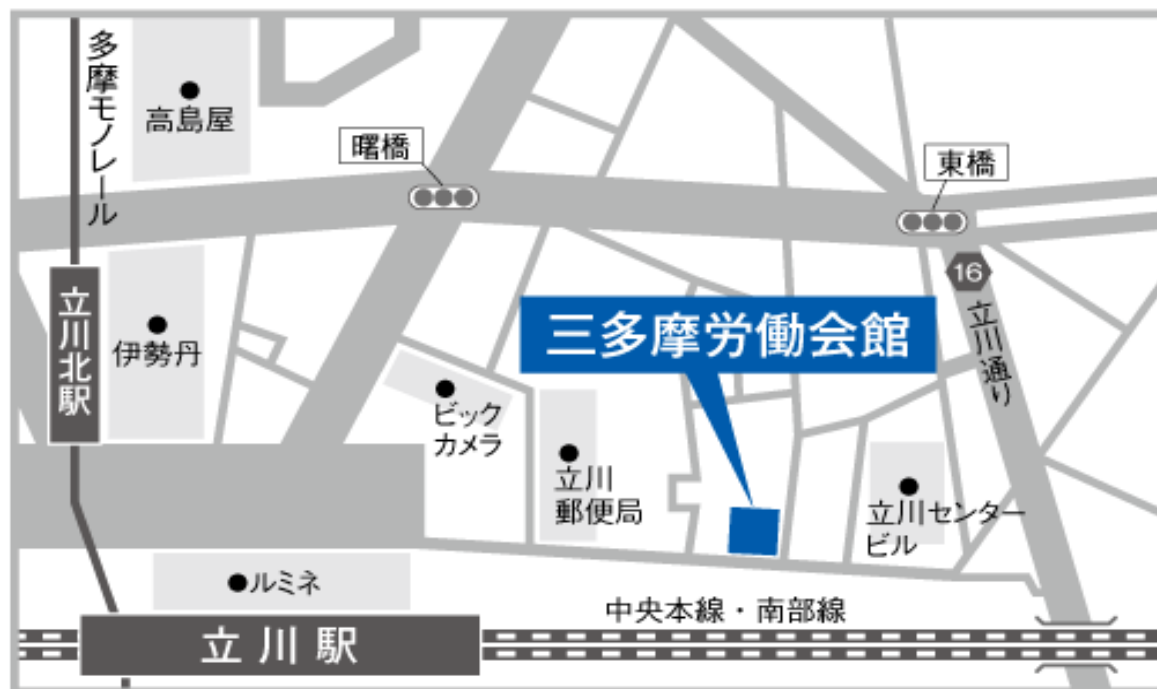 多摩モノレール
高島屋
曙橋
東橋
16
立川通り
立川北駅
伊勢丹
三多摩労働会館
ビック
カメラ
立川
郵便局
立川センター
ビル
ルミネ
中央本線・南部線
立川駅